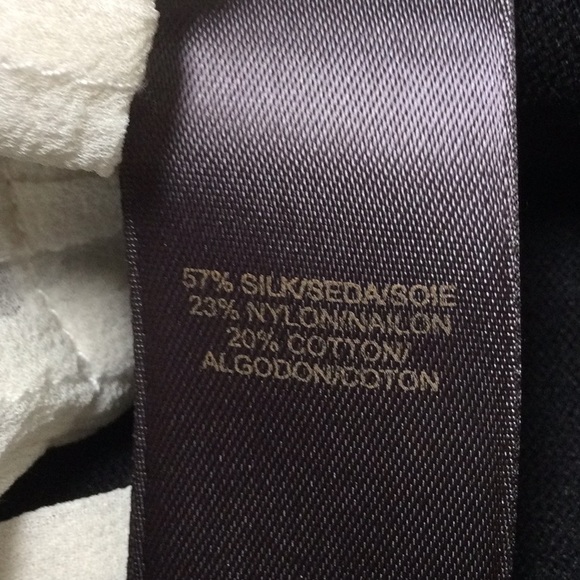 57% SILK/SEDA/SOIE
23% NYLON/NAILON
20% COTTON/
ALGODON/COTON